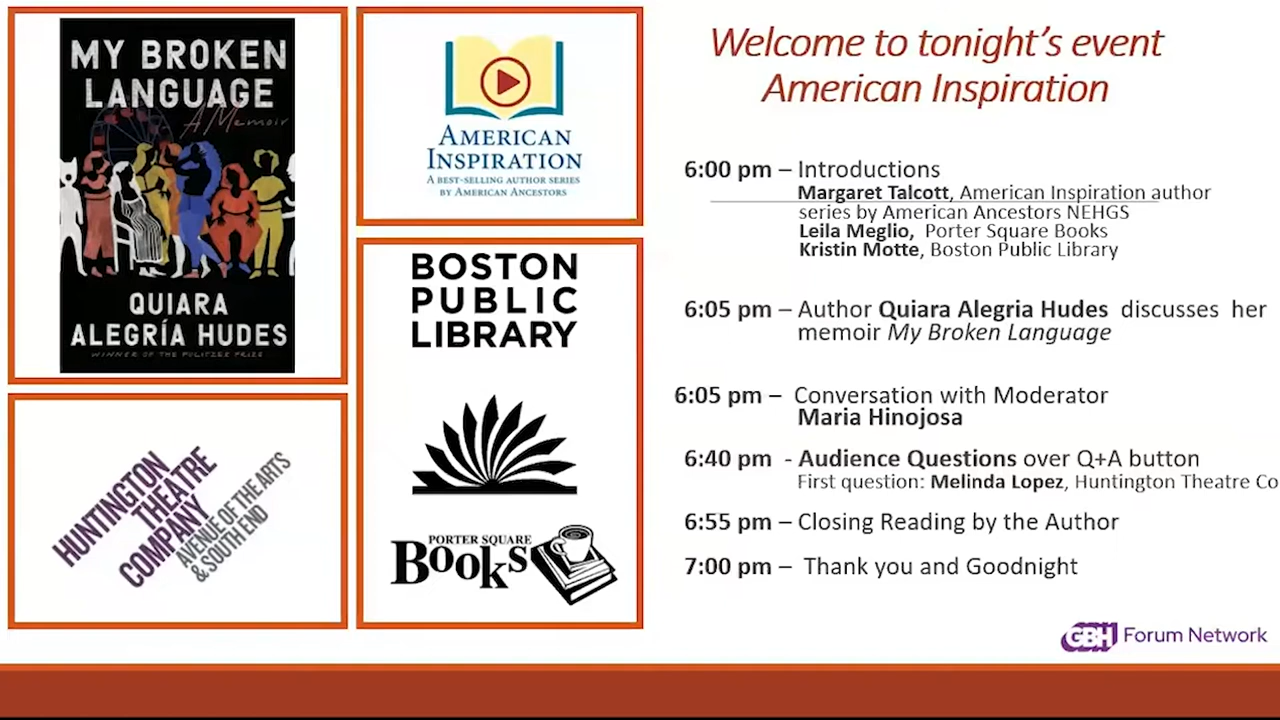 MY BROKEN
LANGUAGE
A Memoir
QUIARA
ALEGRÍA HUDES
WINNER OF THE PULITZER PRIZE
AMERICAN
INSPIRATION
A BEST-SELLING AUTHOR SERIES
BY AMERICAN ANCESTORS
BOSTON
PUBLIC
LIBRARY
PORTER SQUARE
BOOKS
HUNTINGTON
THEATRE
COMPANY
AVENUE OF THE ARTS
& SOUTH END
Welcome to tonight's event
American Inspiration
6:00 pm – Introductions
Margaret Talcott, American Inspiration author
series by American Ancestors NEHGS
Leila Meglio, Porter Square Books
Kristin Motte, Boston Public Library
6:05 pm – Author Quiara Alegria Hudes discusses her
memoir My Broken Language
6:05 pm – Conversation with Moderator
Maria Hinojosa
6:40 pm - Audience Questions over Q+A button
First question: Melinda Lopez, Huntington Theatre Co
6:55 pm – Closing Reading by the Author
7:00 pm – Thank you and Goodnight
GBH Forum Network